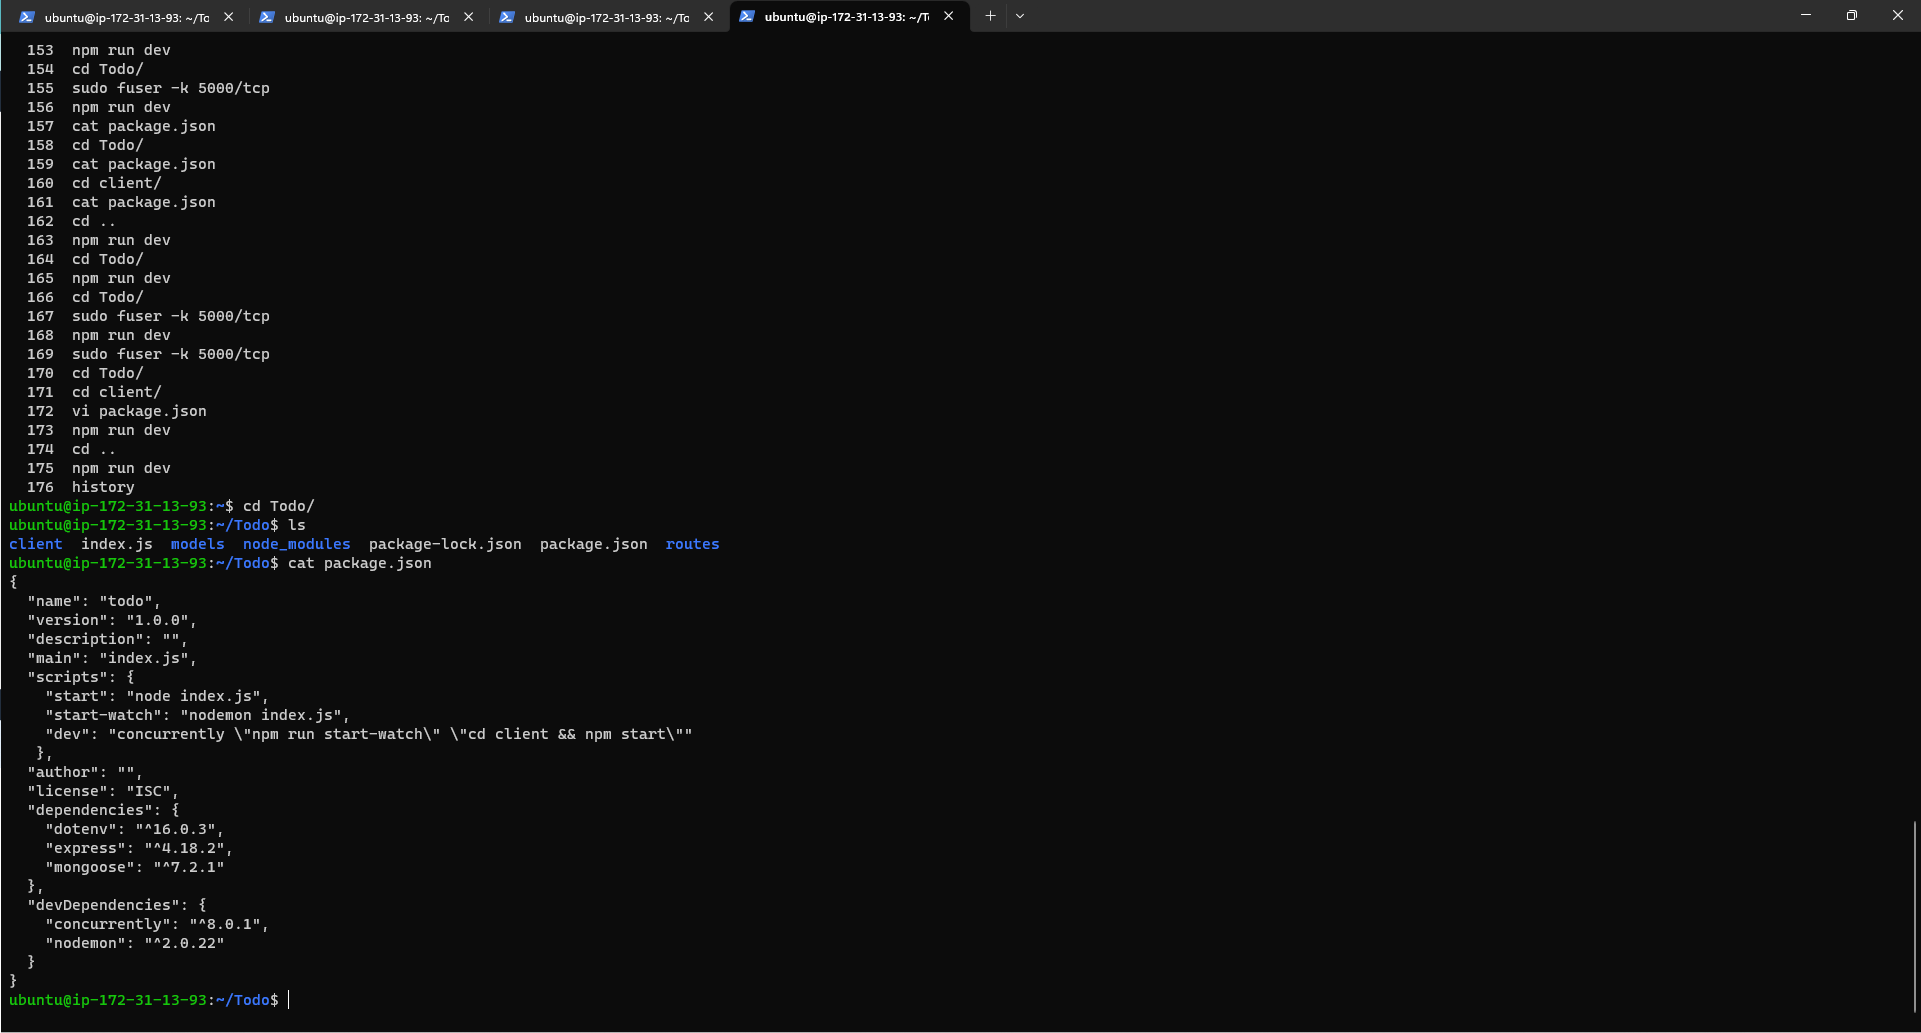 ubuntu@ip-172-31-13-93: ~/To
ubuntu@ip-172-31-13-93: ~/To
ubuntu@ip-172-31-13-93: ~/To
ubuntu@ip-172-31-13-93: ~/T
153 npm run dev
154 cd Todo/
155 sudo fuser -k 5000/tcp
156 npm run dev
157 cat package.json
158 cd Todo/
159 cat package.json
160 cd client/
161 cat package.json
162 cd ..
163 npm run dev
164 cd Todo/
165 npm run dev
166 cd Todo/
167 sudo fuser -k 5000/tcp
168 npm run dev
169 sudo fuser -k 5000/tcp
170 cd Todo/
171 cd client/
172 vi package.json
173 npm run dev
174 cd ..
175 npm run dev
176 history
ubuntu@ip-172-31-13-93:~$ cd Todo/
ubuntu@ip-172-31-13-93:~/Todo$ ls
client index.js models node_modules package-lock.json package.json routes
ubuntu@ip-172-31-13-93:~/Todo$ cat package.json
{
  "name": "todo",
  "version": "1.0.0",
  "description": "",
  "main": "index.js",
  "scripts": {
    "start": "node index.js",
    "start-watch": "nodemon index.js",
    "dev": "concurrently \"npm run start-watch\" \"cd client && npm start\""
   },
  "author": "",
  "license": "ISC",
  "dependencies": {
    "dotenv": "^16.0.3",
    "express": "^4.18.2",
    "mongoose": "^7.2.1"
  },
  "devDependencies": {
    "concurrently": "^8.0.1",
    "nodemon": "^2.0.22"
  }
}
ubuntu@ip-172-31-13-93:~/Todo$